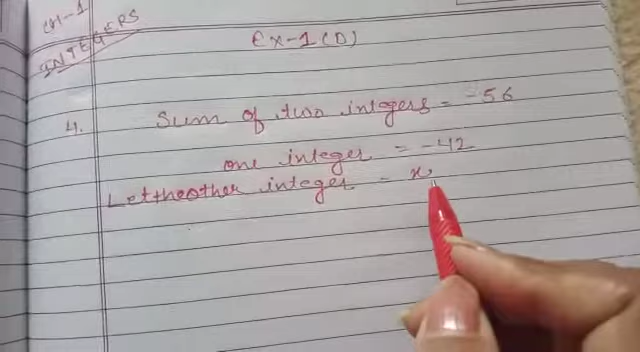 CH-1
INTEGERS
Ex-1(D)
4. Sum of two integers = -56
one integer = -42
Let the other integer = x